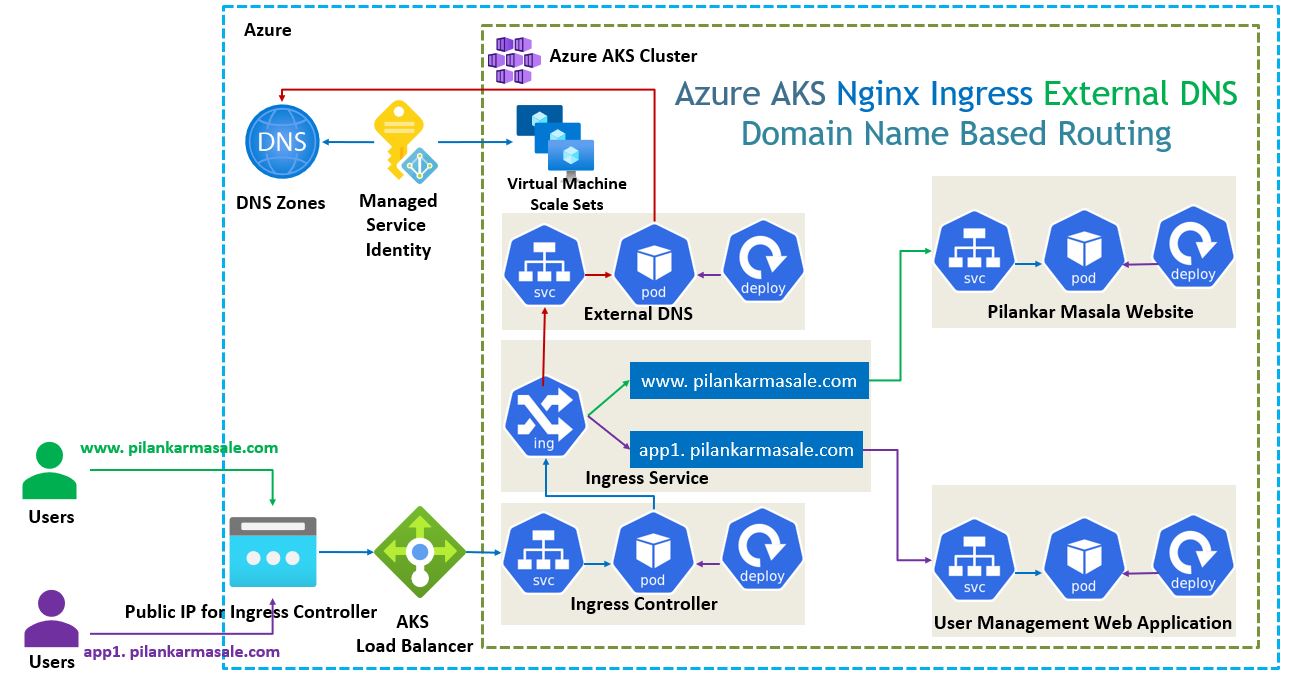 Azure
Azure AKS Cluster
Azure AKS Nginx Ingress External DNS
Domain Name Based Routing
DNS
DNS Zones
Managed
Service
Identity
Virtual Machine
Scale Sets
svc
pod
deploy
External DNS
svc
pod
deploy
Pilankar Masala Website
www. pilankarmasale.com
ing
app1. pilankarmasale.com
Ingress Service
www. pilankarmasale.com
Users
Public IP for Ingress Controller
Users
app1. pilankarmasale.com
AKS
Load Balancer
svc
pod
deploy
Ingress Controller
svc
pod
deploy
User Management Web Application